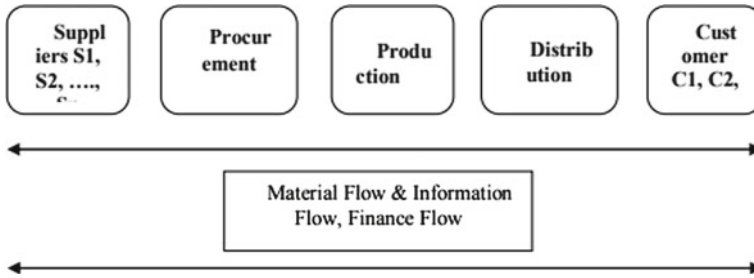 Suppl
iers S1,
S2, ....,
Procur
ement
Produ
ction
Distrib
ution
Cust
omer
C1, C2,
Material Flow & Information
Flow, Finance Flow